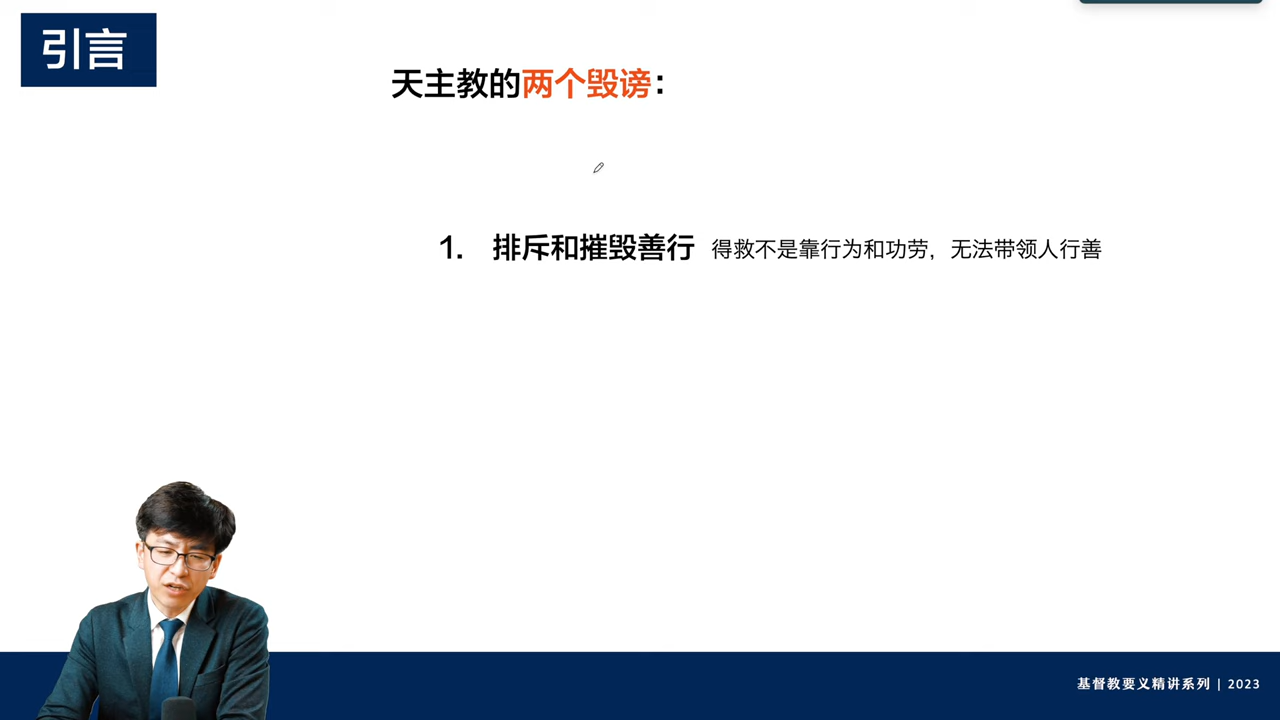 引言
天主教的两个毁谤：
1. 排斥和摧毁善行 得救不是靠行为和功劳，无法带领人行善
基督教要义精讲系列 | 2023